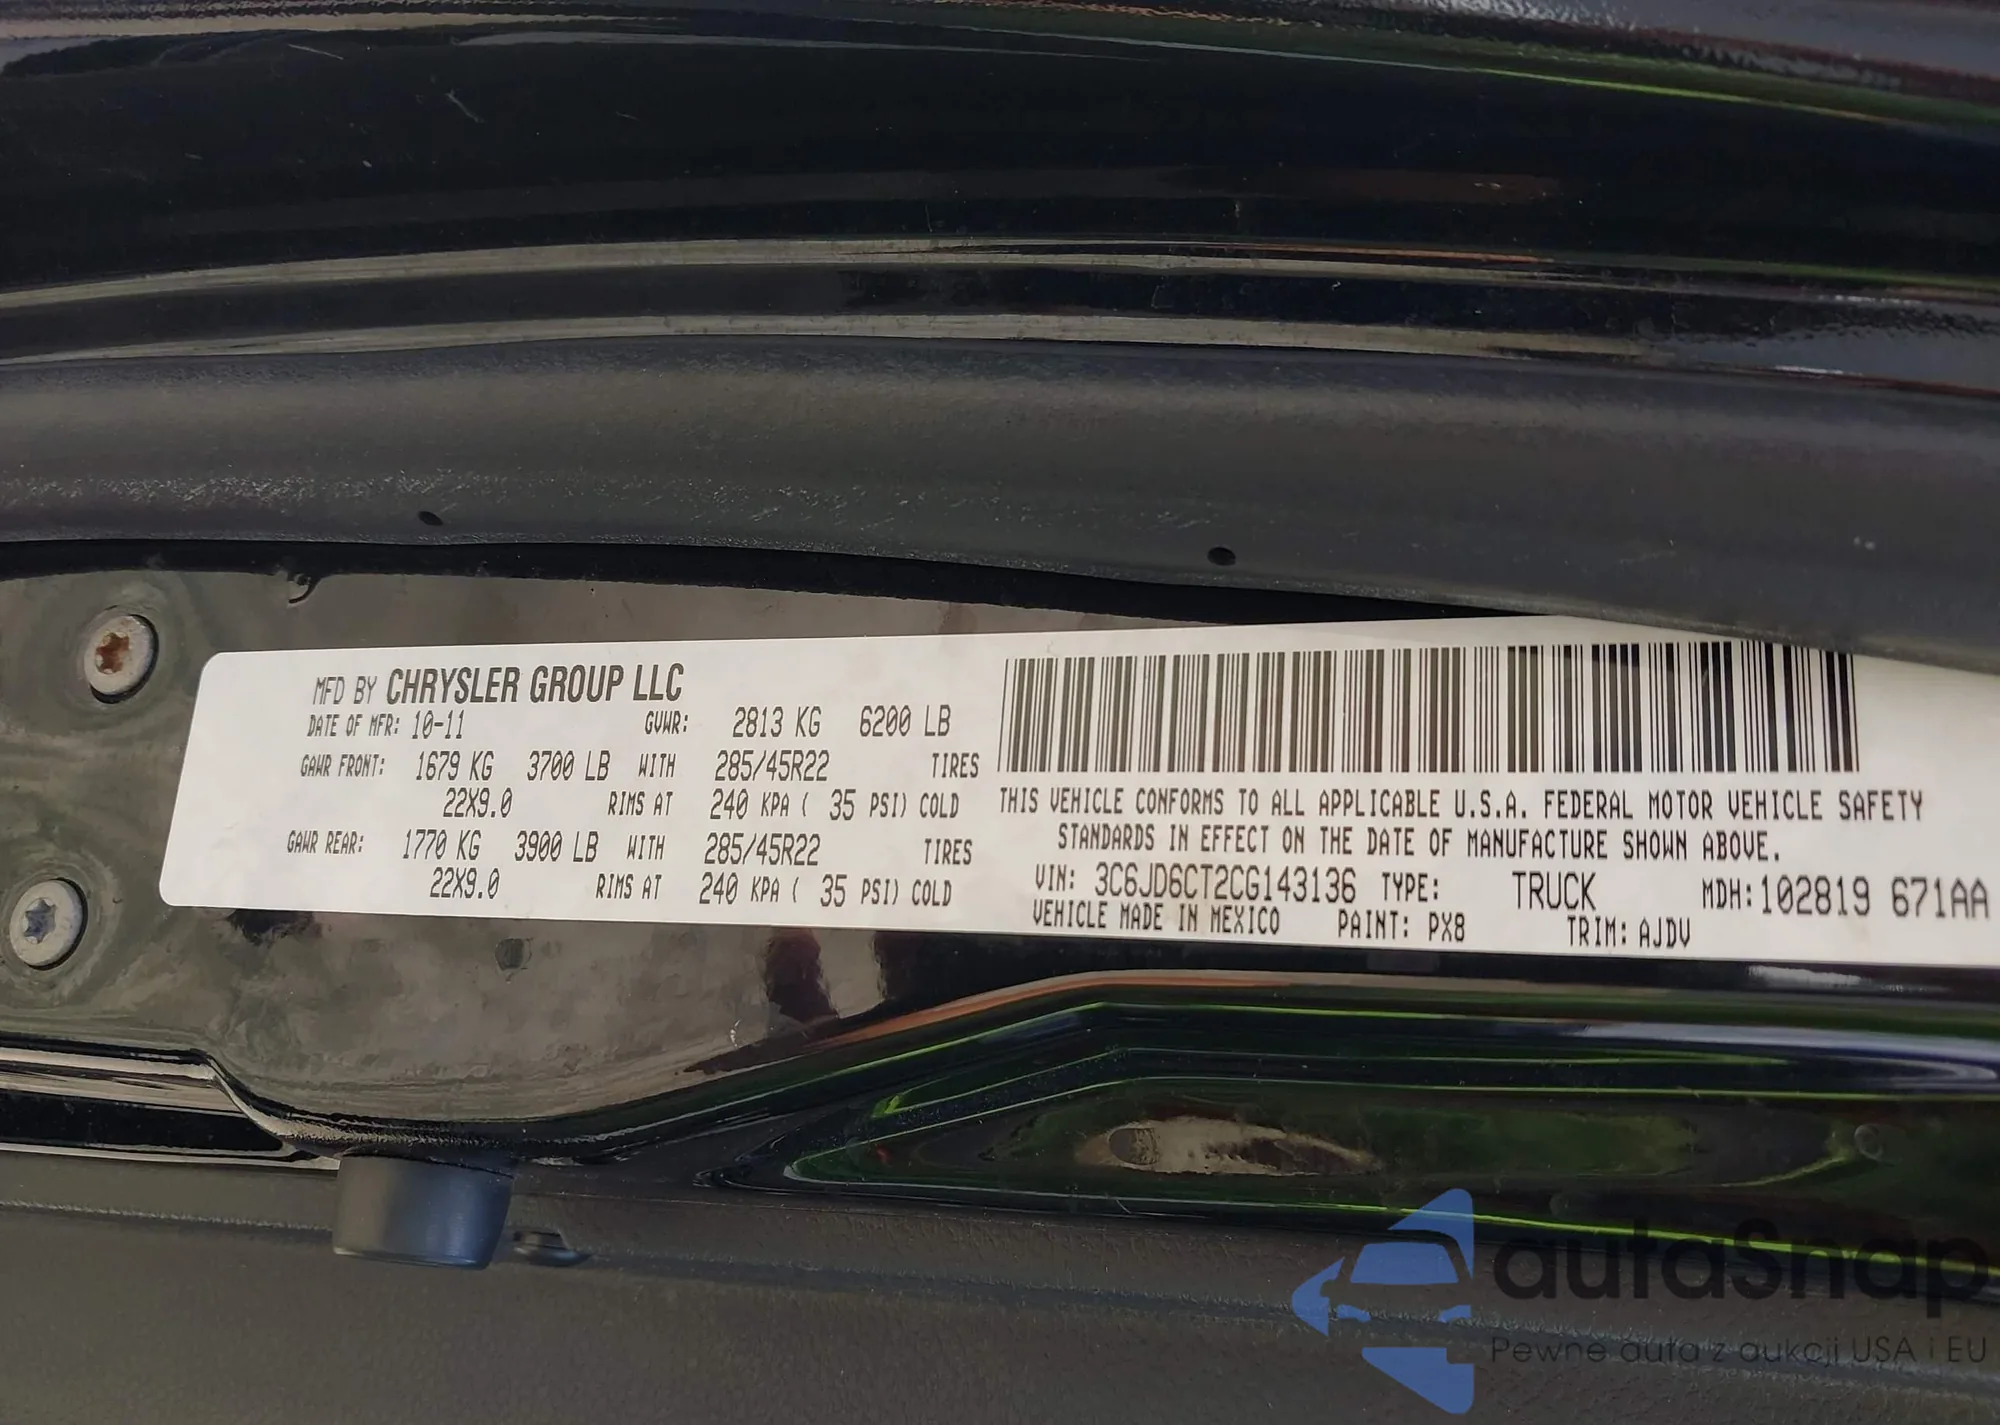 MFD BY CHRYSLER GROUP LLC
DATE OF MFR: 10-11 GVWR: 2813 KG 6200 LB
GAWR FRONT: 1679 KG 3700 LB WITH 285/45R22 TIRES
22X9.0 RIMS AT 240 KPA ( 35 PSI) COLD
GAWR REAR: 1770 KG 3900 LB WITH 285/45R22 TIRES
22X9.0 RIMS AT 240 KPA ( 35 PSI) COLD
THIS VEHICLE CONFORMS TO ALL APPLICABLE U.S.A. FEDERAL MOTOR VEHICLE SAFETY
STANDARDS IN EFFECT ON THE DATE OF MANUFACTURE SHOWN ABOVE.
VIN: 3C6JD6CT2CG143136 TYPE: TRUCK MDH:102819 671AA
VEHICLE MADE IN MEXICO PAINT: PX8 TRIM: AJDV
autaSnap
Pewne auta z aukcji USA i EU